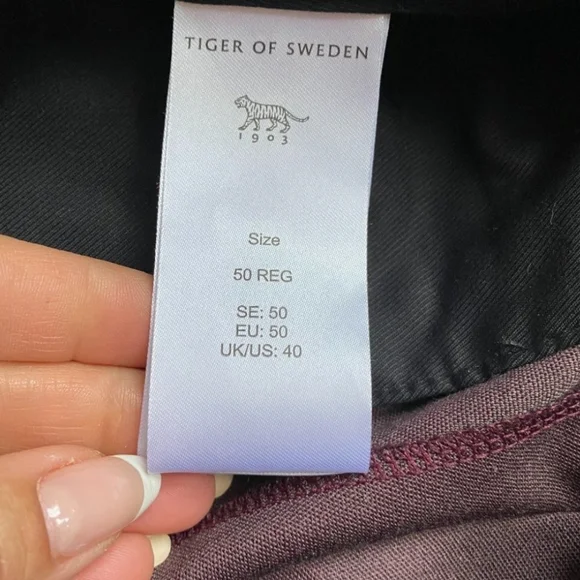 TIGER OF SWEDEN
1903
Size
50 REG
SE: 50
EU: 50
UK/US: 40